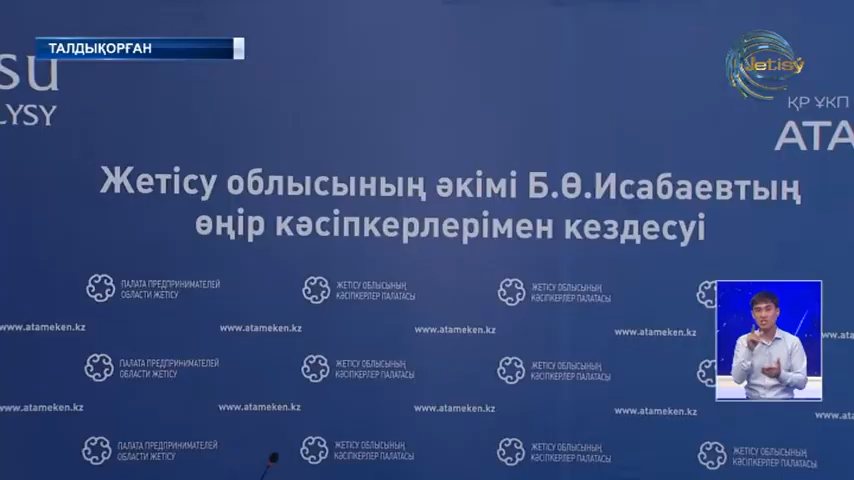 ТАЛДЫҚОРҒАН
Jetisý
su
LYSY
ҚР ҰКП
ATA
Жетісу облысының әкімі Б.Ө.Исабаевтың
өңір кәсіпкерлерімен кездесуі
ПАЛАТА ПРЕДПРИНИМАТЕЛЕЙ
ОБЛАСТИ ЖЕТІСУ
ЖЕТІСУ ОБЛЫСЫНЫҢ
КӘСІПКЕРЛЕР ПАЛАТАСЫ
ЖЕТІСУ ОБЛЫСЫНЫҢ
КӘСІПКЕРЛЕР ПАЛАТАСЫ
www.atameken.kz
www.atameken.kz
www.atameken.kz
www.atameken.kz
ПАЛАТА ПРЕДПРИНИМАТЕЛЕЙ
ОБЛАСТИ ЖЕТІСУ
ЖЕТІСУ ОБЛЫСЫНЫҢ
КӘСІПКЕРЛЕР ПАЛАТАСЫ
ЖЕТІСУ ОБЛЫСЫНЫҢ
КӘСІПКЕРЛЕР ПАЛАТАСЫ
www.atameken.kz
www.atameken.kz
www.atameken.kz
www.atam
ПАЛАТА ПРЕДПРИНИМАТЕЛЕЙ
ОБЛАСТИ ЖЕТІСУ
ЖЕТІСУ ОБЛЫСЫНЫҢ
КӘСІПКЕРЛЕР ПАЛАТАСЫ
ЖЕТІСУ ОБЛЫСЫНЫҢ
КӘСІПКЕРЛЕР ПАЛАТАСЫ
ЖЕТІСУ ОБЛЫСЫНЫҢ
КӘСІПКЕРЛЕР ПАЛАТАСЫ